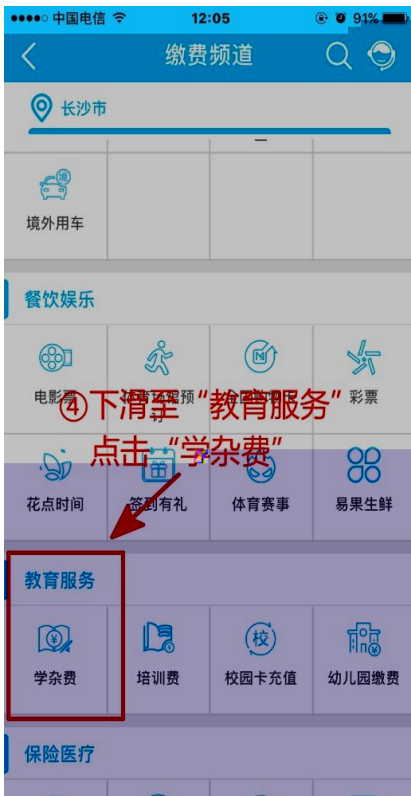 中国电信 12:05 91%
缴费频道
长沙市
境外用车
餐饮娱乐
电影票 彩票
④下滑至“教育服务”
点击“学杂费”
花点时间 签到有礼 体育赛事 易果生鲜
教育服务
学杂费 培训费 校园卡充值 幼儿园缴费
保险医疗